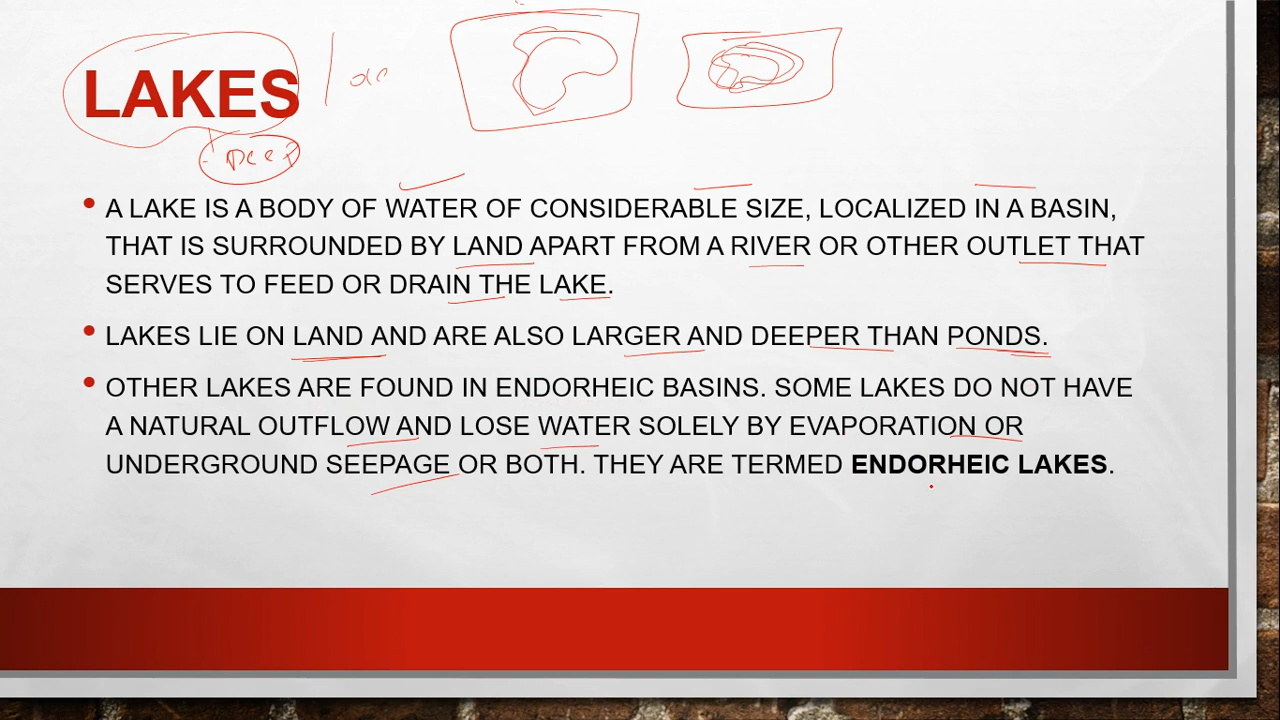 LAKES
Deep
• A LAKE IS A BODY OF WATER OF CONSIDERABLE SIZE, LOCALIZED IN A BASIN,
THAT IS SURROUNDED BY LAND APART FROM A RIVER OR OTHER OUTLET THAT
SERVES TO FEED OR DRAIN THE LAKE.
• LAKES LIE ON LAND AND ARE ALSO LARGER AND DEEPER THAN PONDS.
• OTHER LAKES ARE FOUND IN ENDORHEIC BASINS. SOME LAKES DO NOT HAVE
A NATURAL OUTFLOW AND LOSE WATER SOLELY BY EVAPORATION OR
UNDERGROUND SEEPAGE OR BOTH. THEY ARE TERMED ENDORHEIC LAKES.